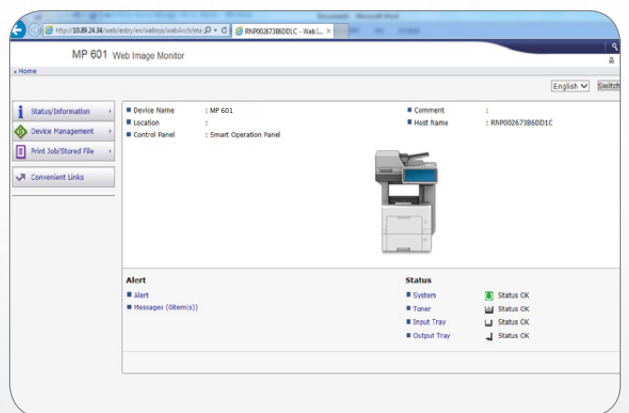 http://10.89.24.34/web/entry/en/websys/webArch/ma
RNP002673B6DD1C - Web I... ×
MP 601 Web Image Monitor
Home
English
Switch
Status/Information
Device Management
Print Job/Stored File
Convenient Links
Device Name : MP 601
Comment :
Location :
Host Name : RNP002673B6DD1C
Control Panel : Smart Operation Panel
Alert
Status
Alert
System Status OK
Messages (0item(s))
Toner Status OK
Input Tray Status OK
Output Tray Status OK